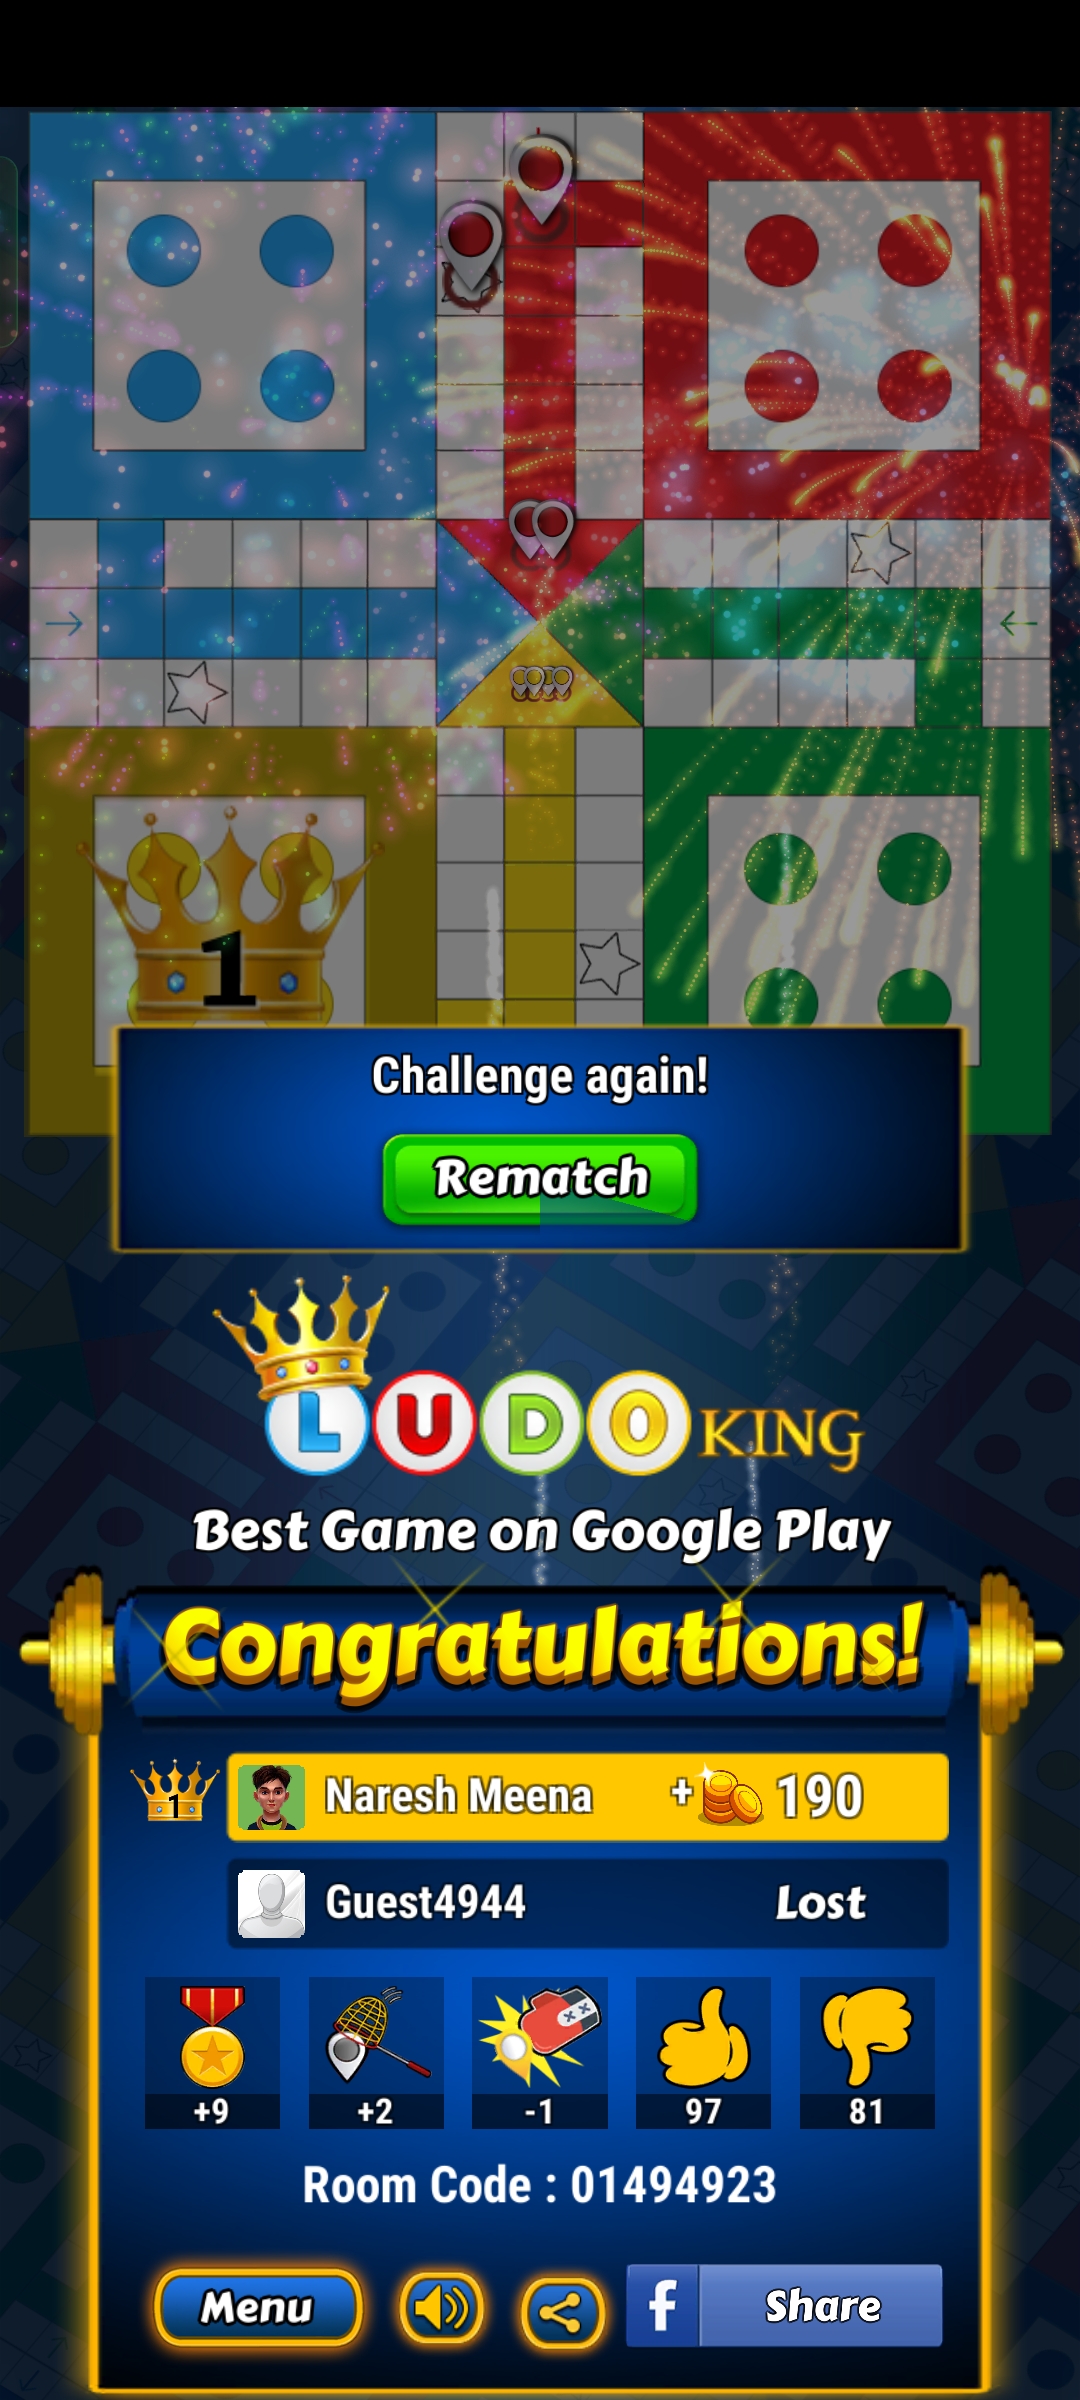 1
Challenge again!
Rematch
LUDO KING
Best Game on Google Play
Congratulations!
1 Naresh Meena + 190
Guest4944 Lost
+9 +2 -1 97 81
Room Code : 01494923
Menu f Share